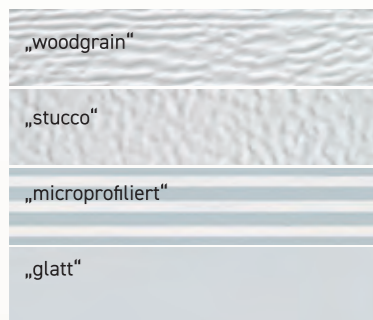 „woodgrain“
„stucco“
„microprofiliert“
„glatt“